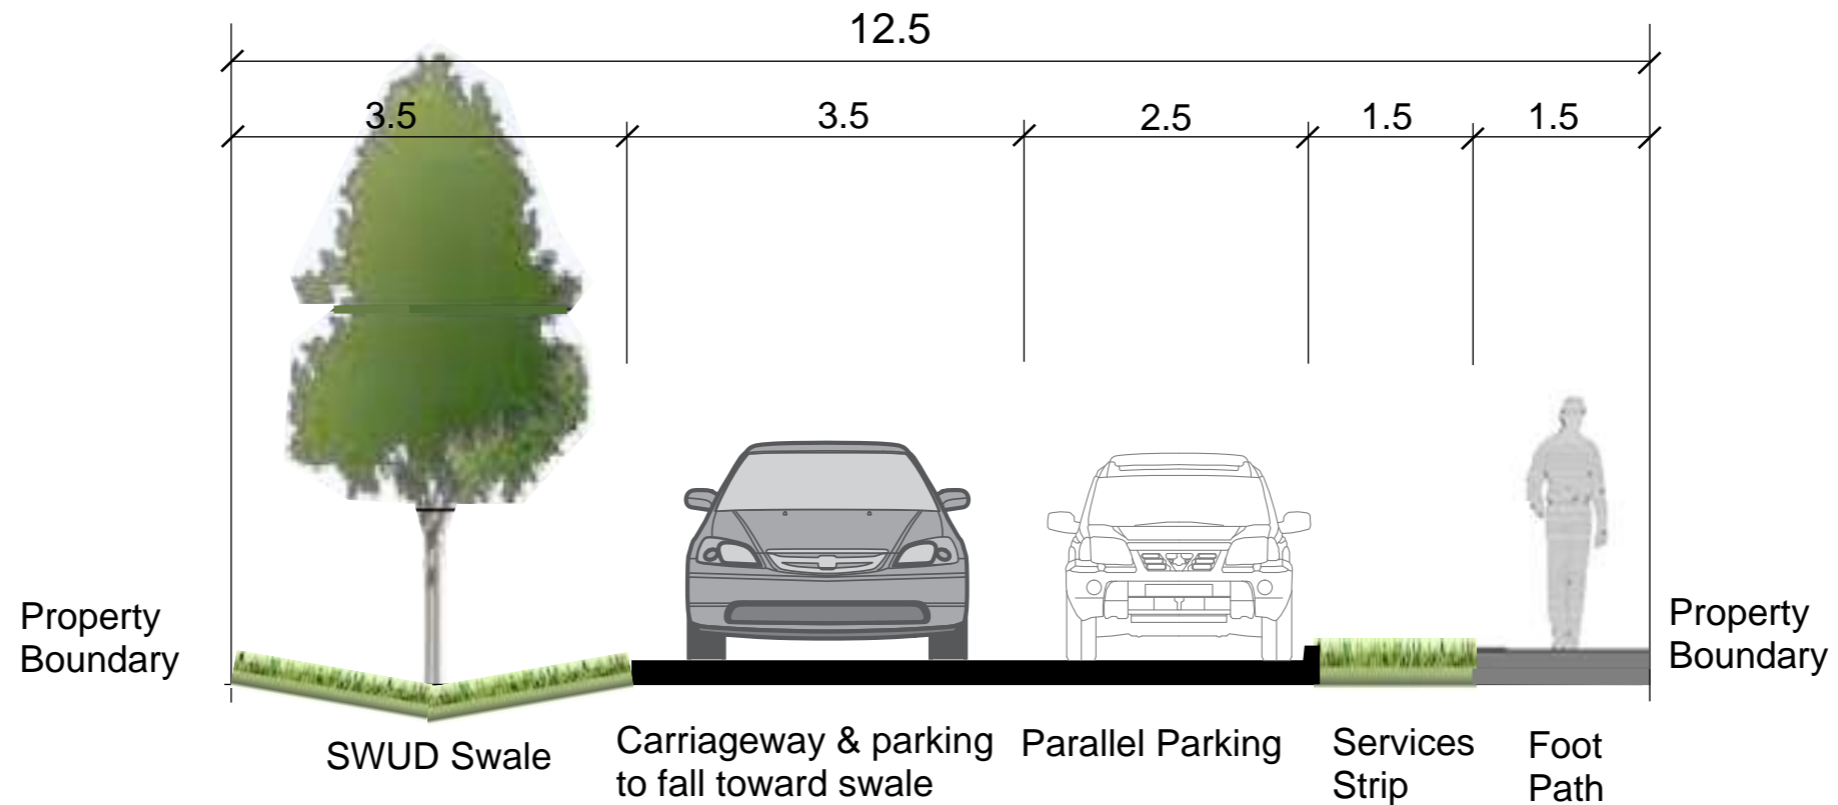 12.5
3.5
3.5
2.5
1.5
1.5
Property
Boundary
Property
Boundary
SWUD Swale
Carriageway & parking
to fall toward swale
Parallel Parking
Services
Strip
Foot
Path